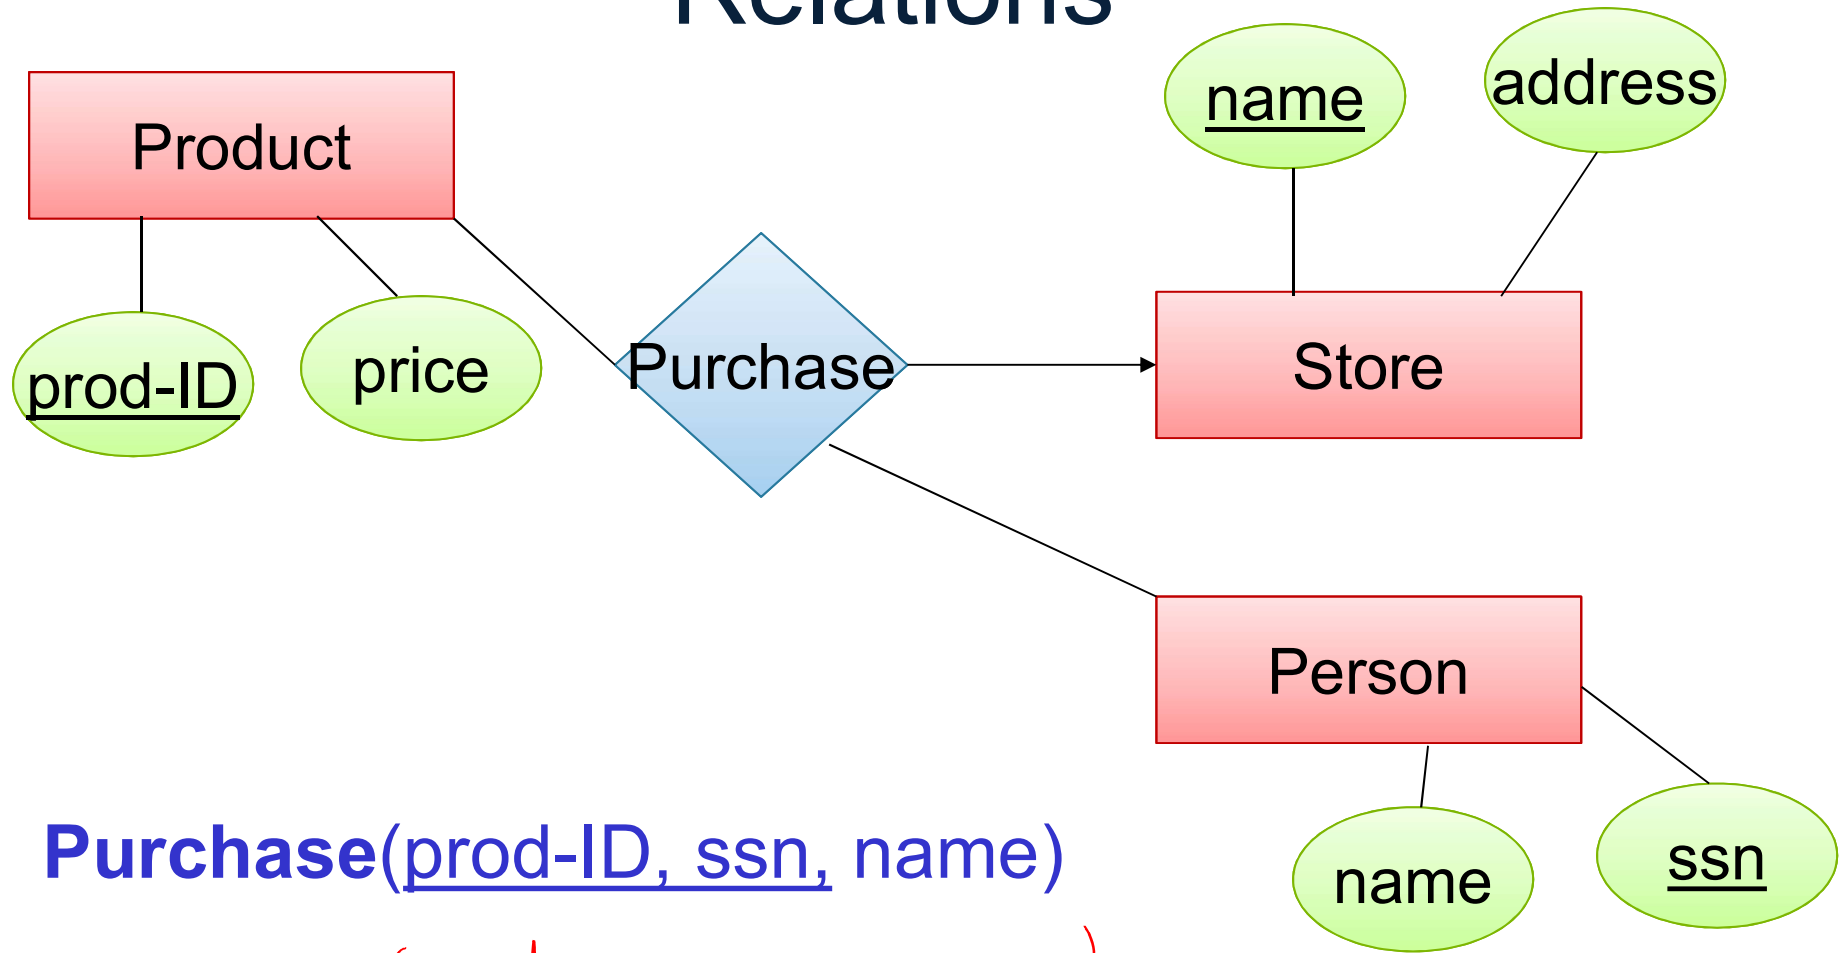 Relations
Product
prod-ID
price
Purchase
name
address
Store
Person
name
ssn
Purchase(prod-ID, ssn, name)